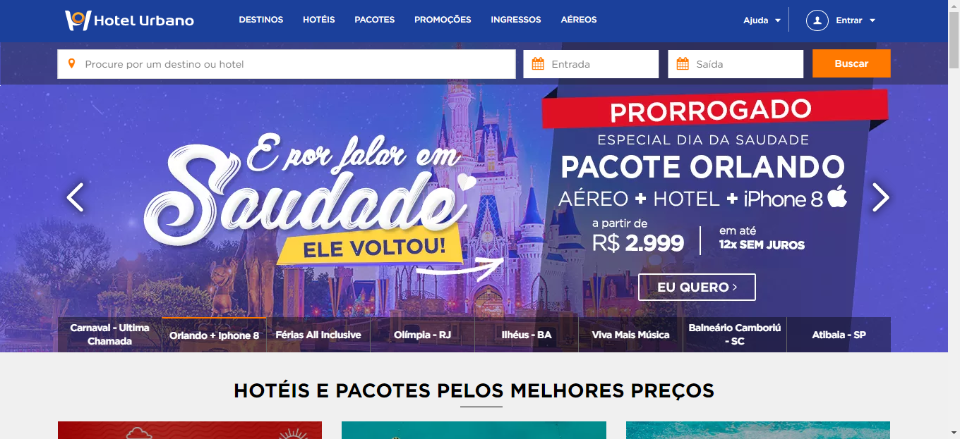 Hotel Urbano
DESTINOS HOTÉIS PACOTES PROMOÇÕES INGRESSOS AÉREOS
Ajuda
Entrar
Procure por um destino ou hotel
Entrada
Saída
Buscar
E por falar em
Saudade
ELE VOLTOU!
PRORROGADO
ESPECIAL DIA DA SAUDADE
PACOTE ORLANDO
AÉREO + HOTEL + iPhone 8
a partir de
R$ 2.999
em até
12x SEM JUROS
EU QUERO >
Carnaval - Ultima
Chamada
Orlando + Iphone 8
Férias All Inclusive
Olímpia - RJ
Ilhéus - BA
Viva Mais Música
Balneário Camboriú
- SC
Atibaia - SP
HOTÉIS E PACOTES PELOS MELHORES PREÇOS